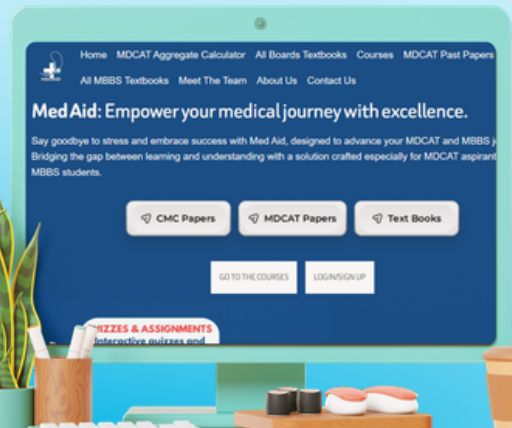 Home MDCAT Aggregate Calculator All Boards Textbooks Courses MDCAT Past Papers
All MBBS Textbooks Meet The Team About Us Contact Us
Med Aid: Empower your medical journey with excellence.
Say goodbye to stress and embrace success with Med Aid, designed to advance your MDCAT and MBBS j
Bridging the gap between learning and understanding with a solution crafted especially for MDCAT aspirant
MBBS students.
CMC Papers MDCAT Papers Text Books
GO TO THE COURSES LOGIN/SIGN UP
IZZES & ASSIGNMENTS
Interactive quizzes and